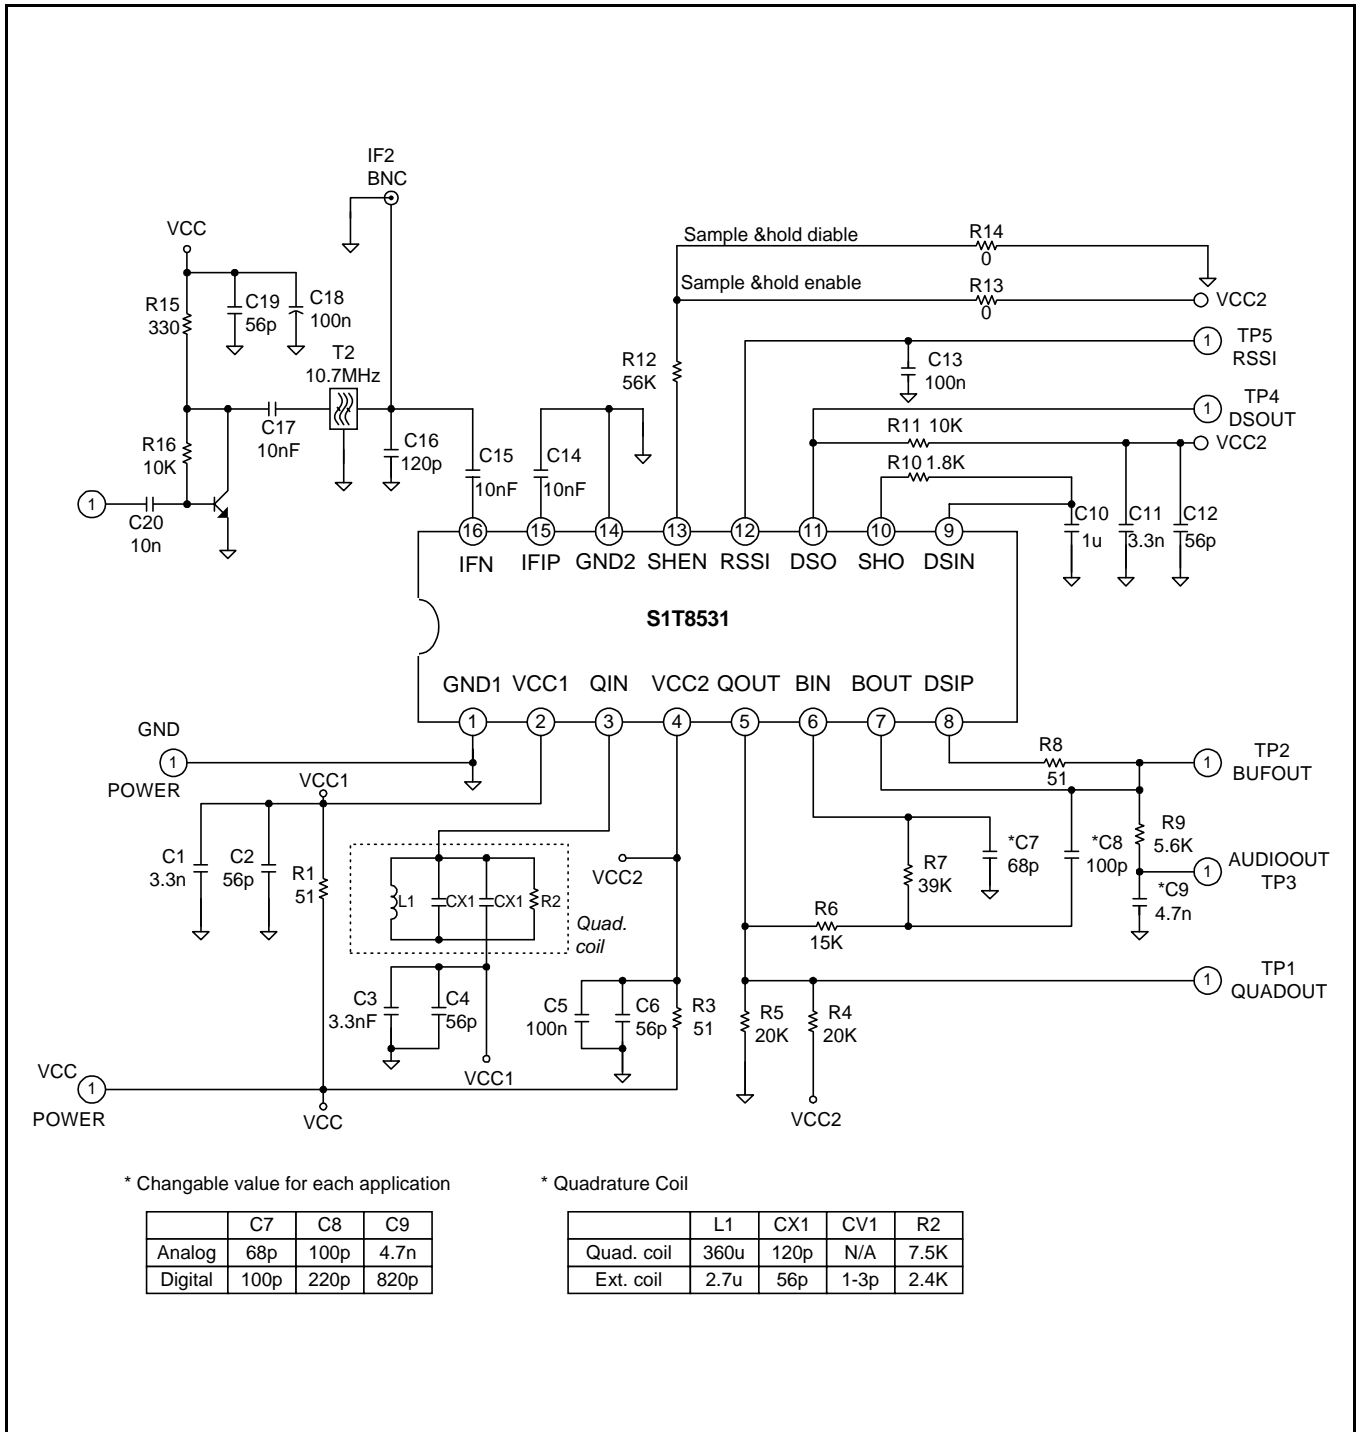 IF2
BNC
VCC
R15
330
C19
56p
C18
100n
T2
10.7MHz
R16
10K
C17
10nF
C16
120p
C15
10nF
C14
10nF
1
C20
10n
Sample &hold diable
R14
0
Sample &hold enable
R13
0
VCC2
R12
56K
C13
100n
1
TP5
RSSI
1
TP4
DSOUT
R11 10K
VCC2
R10 1.8K
C10
1u
C11
3.3n
C12
56p
16 15 14 13 12 11 10 9
IFN IFIP GND2 SHEN RSSI DSO SHO DSIN
S1T8531
GND1 VCC1 QIN VCC2 QOUT BIN BOUT DSIP
1 2 3 4 5 6 7 8
GND
1
POWER
VCC1
C1
3.3n
C2
56p
R1
51
L1 CX1 CX1 R2
Quad.
coil
C3
3.3nF
C4
56p
VCC1
VCC2
C5
100n
C6
56p
R3
51
R8
51
1
TP2
BUFOUT
*C7
68p
*C8
100p
R9
5.6K
R7
39K
1
AUDIOOUT
TP3
*C9
4.7n
R6
15K
1
TP1
QUADOUT
R5
20K
R4
20K
VCC2
VCC
1
POWER
VCC
* Changable value for each application
C7 C8 C9
Analog 68p 100p 4.7n
Digital 100p 220p 820p
* Quadrature Coil
L1 CX1 CV1 R2
Quad. coil 360u 120p N/A 7.5K
Ext. coil 2.7u 56p 1-3p 2.4K